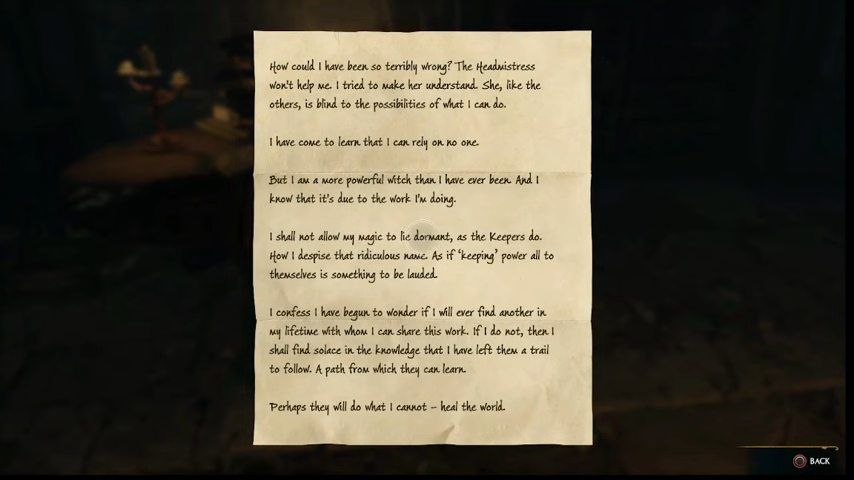 How could I have been so terribly wrong? The Headmistress
won't help me. I tried to make her understand. She, like the
others, is blind to the possibilities of what I can do.
I have come to learn that I can rely on no one.
But I am a more powerful witch than I have ever been. And I
know that it's due to the work I'm doing.
I shall not allow my magic to lie dormant, as the Keepers do.
How I despise that ridiculous name. As if 'keeping' power all to
themselves is something to be lauded.
I confess I have begun to wonder if I will ever find another in
my lifetime with whom I can share this work. If I do not, then I
shall find solace in the knowledge that I have left them a trail
to follow. A path from which they can learn.
Perhaps they will do what I cannot – heal the world.
BACK